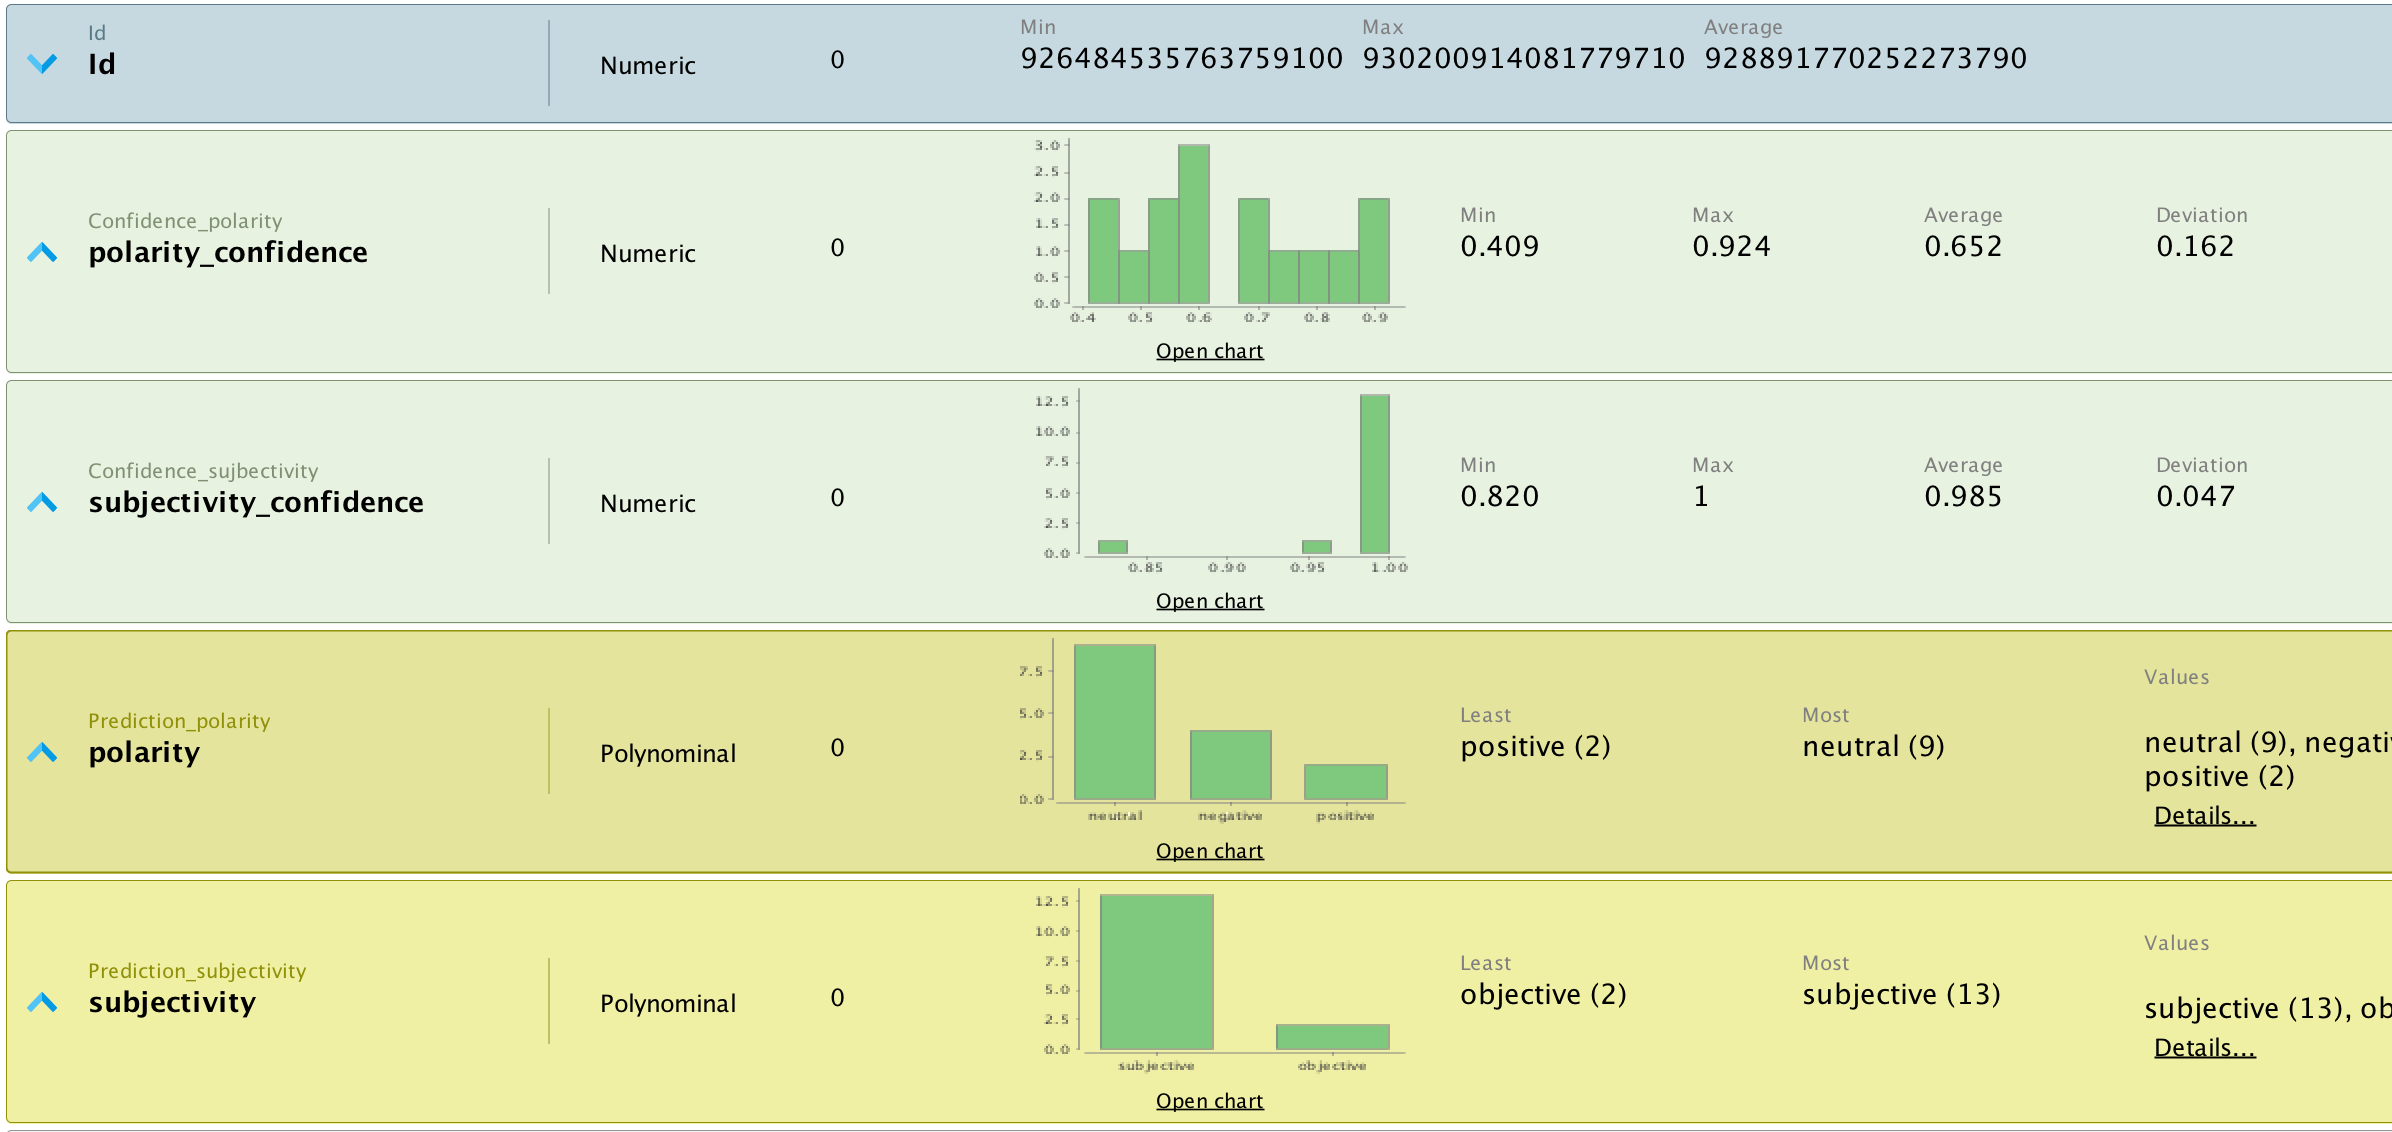 Id
Id
Numeric
0
Min
926484535763759100
Max
930200914081779710
Average
928891770252273790
Confidence_polarity
polarity_confidence
Numeric
0
3.0
2.5
2.0
1.5
1.0
0.5
0.0
0.4 0.5 0.6 0.7 0.8 0.9
Open chart
Min
0.409
Max
0.924
Average
0.652
Deviation
0.162
Confidence_sujbectivity
subjectivity_confidence
Numeric
0
12.5
10.0
7.5
5.0
2.5
0.0
0.85 0.90 0.95 1.00
Open chart
Min
0.820
Max
1
Average
0.985
Deviation
0.047
Prediction_polarity
polarity
Polynominal
0
7.5
5.0
2.5
0.0
neutral negative positive
Open chart
Least
positive (2)
Most
neutral (9)
Values
neutral (9), negati
positive (2)
Details...
Prediction_subjectivity
subjectivity
Polynominal
0
12.5
10.0
7.5
5.0
2.5
0.0
subjective objective
Open chart
Least
objective (2)
Most
subjective (13)
Values
subjective (13), ob
Details...